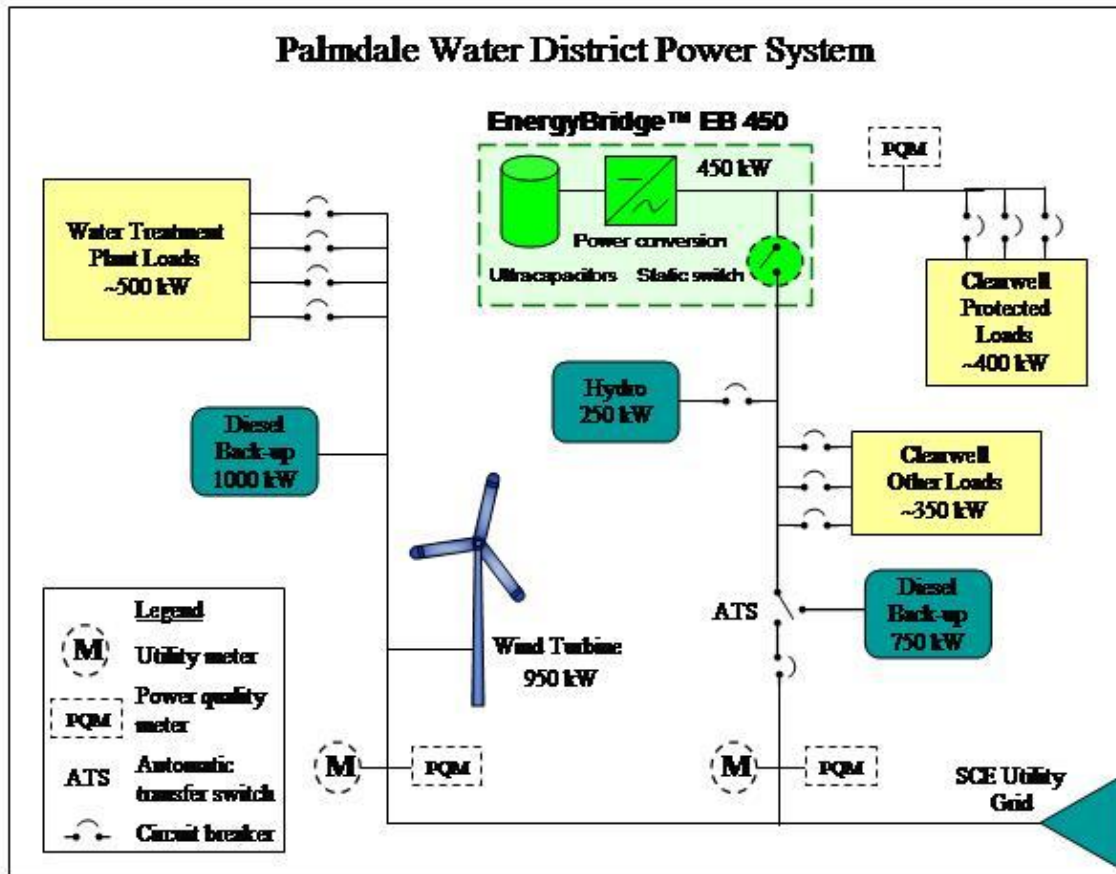 Palmdale Water District Power System
EnergyBridge™ EB 450
PQM
450 kW
Water Treatment
Plant Loads
~500 kW
Power conversion
Ultracapacitors
Static switch
Clearwell
Protected
Loads
~400 kW
Hydro
250 kW
Diesel
Back-up
1000 kW
Clearwell
Other Loads
~350 kW
ATS
Diesel
Back-up
750 kW
Wind Turbine
950 kW
Legend
M
Utility meter
PQM
Power quality
meter
ATS
Automatic
transfer switch
Circuit breaker
M
PQM
M
PQM
SCE Utility
Grid